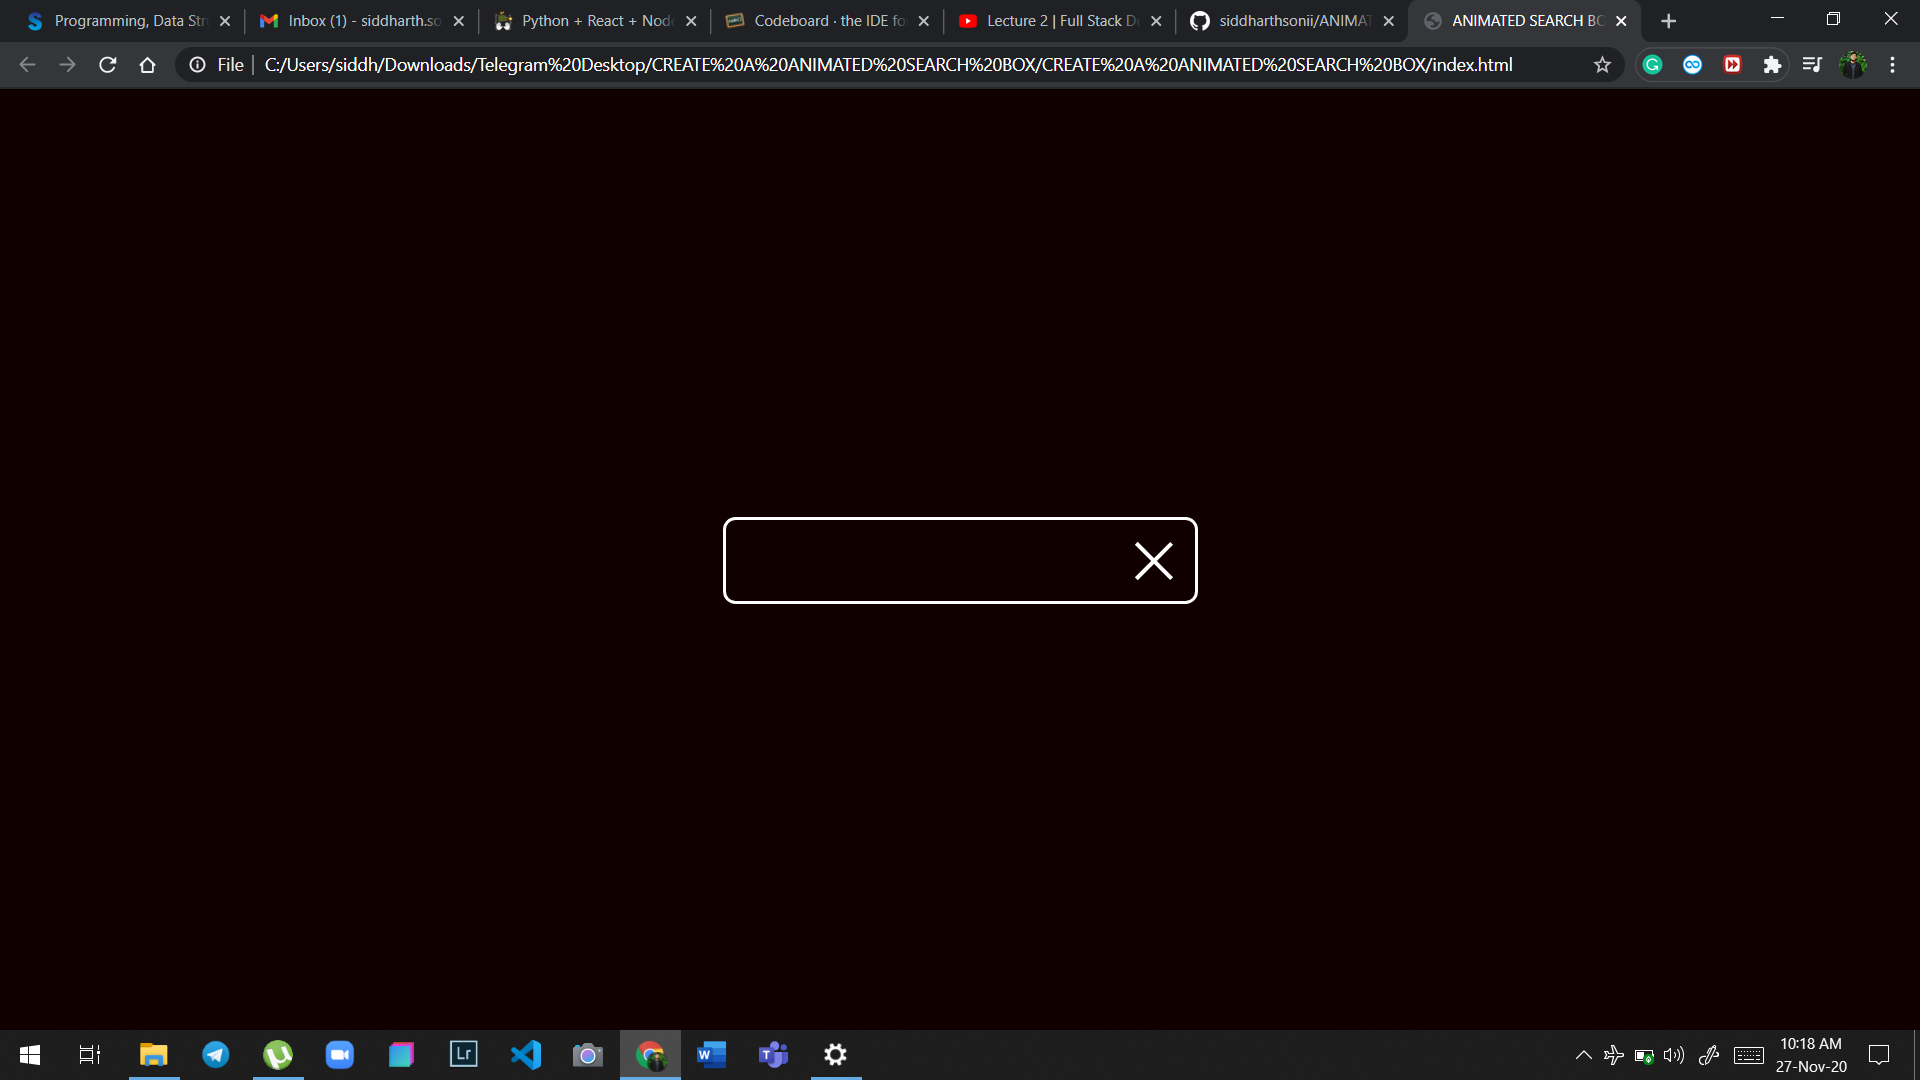 Programming, Data Str
Inbox (1) - siddharth.so
Python + React + Node
Codeboard · the IDE fo
Lecture 2 | Full Stack D
siddharthsonii/ANIMAT
ANIMATED SEARCH BO
File
C:/Users/siddh/Downloads/Telegram%20Desktop/CREATE%20A%20ANIMATED%20SEARCH%20BOX/CREATE%20A%20ANIMATED%20SEARCH%20BOX/index.html
Lr
10:18 AM
27-Nov-20